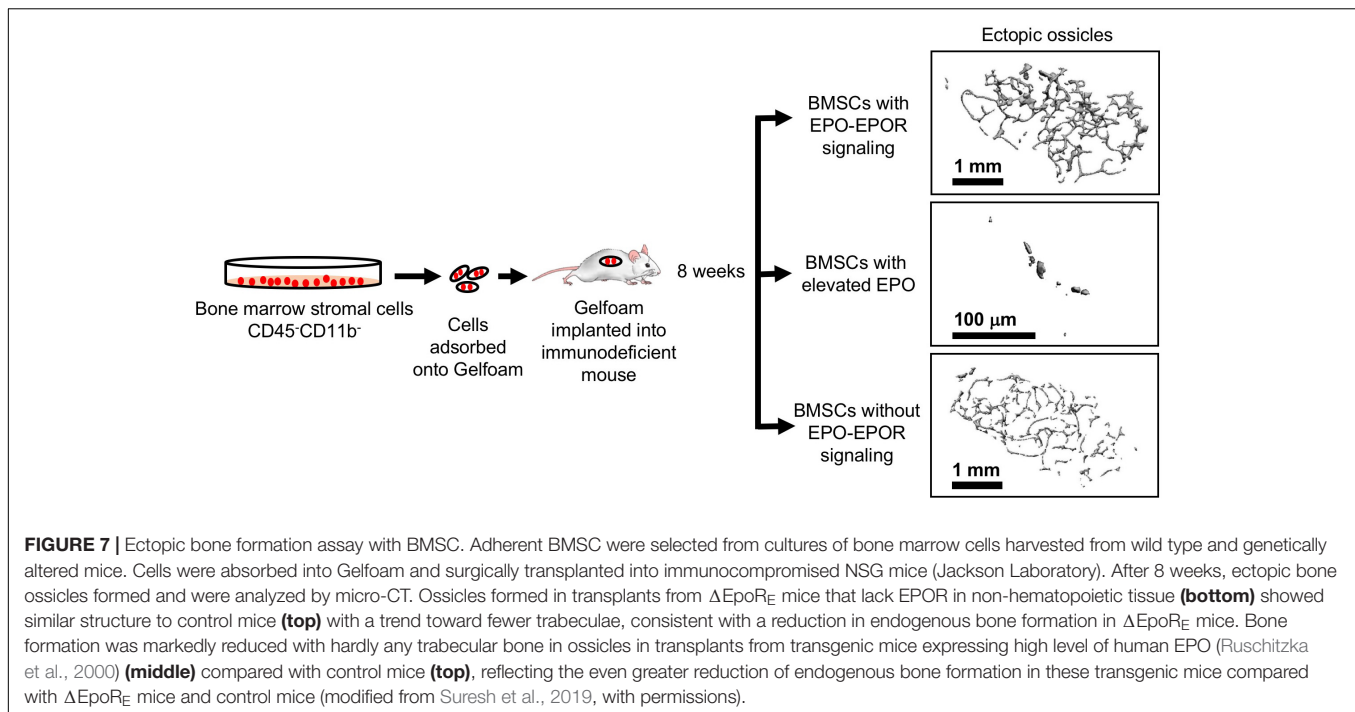 Ectopic ossicles
BMSCs with
EPO-EPOR
signaling
1 mm
Bone marrow stromal cells
CD45-CD11b-
Cells
adsorbed
onto Gelfoam
Gelfoam
implanted into
immunodeficient
mouse
8 weeks
BMSCs with
elevated EPO
100 μm
BMSCs without
EPO-EPOR
signaling
1 mm
FIGURE 7 | Ectopic bone formation assay with BMSC. Adherent BMSC were selected from cultures of bone marrow cells harvested from wild type and genetically
altered mice. Cells were absorbed into Gelfoam and surgically transplanted into immunocompromised NSG mice (Jackson Laboratory). After 8 weeks, ectopic bone
ossicles formed and were analyzed by micro-CT. Ossicles formed in transplants from ΔEpoRE mice that lack EPOR in non-hematopoietic tissue (bottom) showed
similar structure to control mice (top) with a trend toward fewer trabeculae, consistent with a reduction in endogenous bone formation in ΔEpoRE mice. Bone
formation was markedly reduced with hardly any trabecular bone in ossicles in transplants from transgenic mice expressing high level of human EPO (Ruschitzka
et al., 2000) (middle) compared with control mice (top), reflecting the even greater reduction of endogenous bone formation in these transgenic mice compared
with ΔEpoRE mice and control mice (modified from Suresh et al., 2019, with permissions).